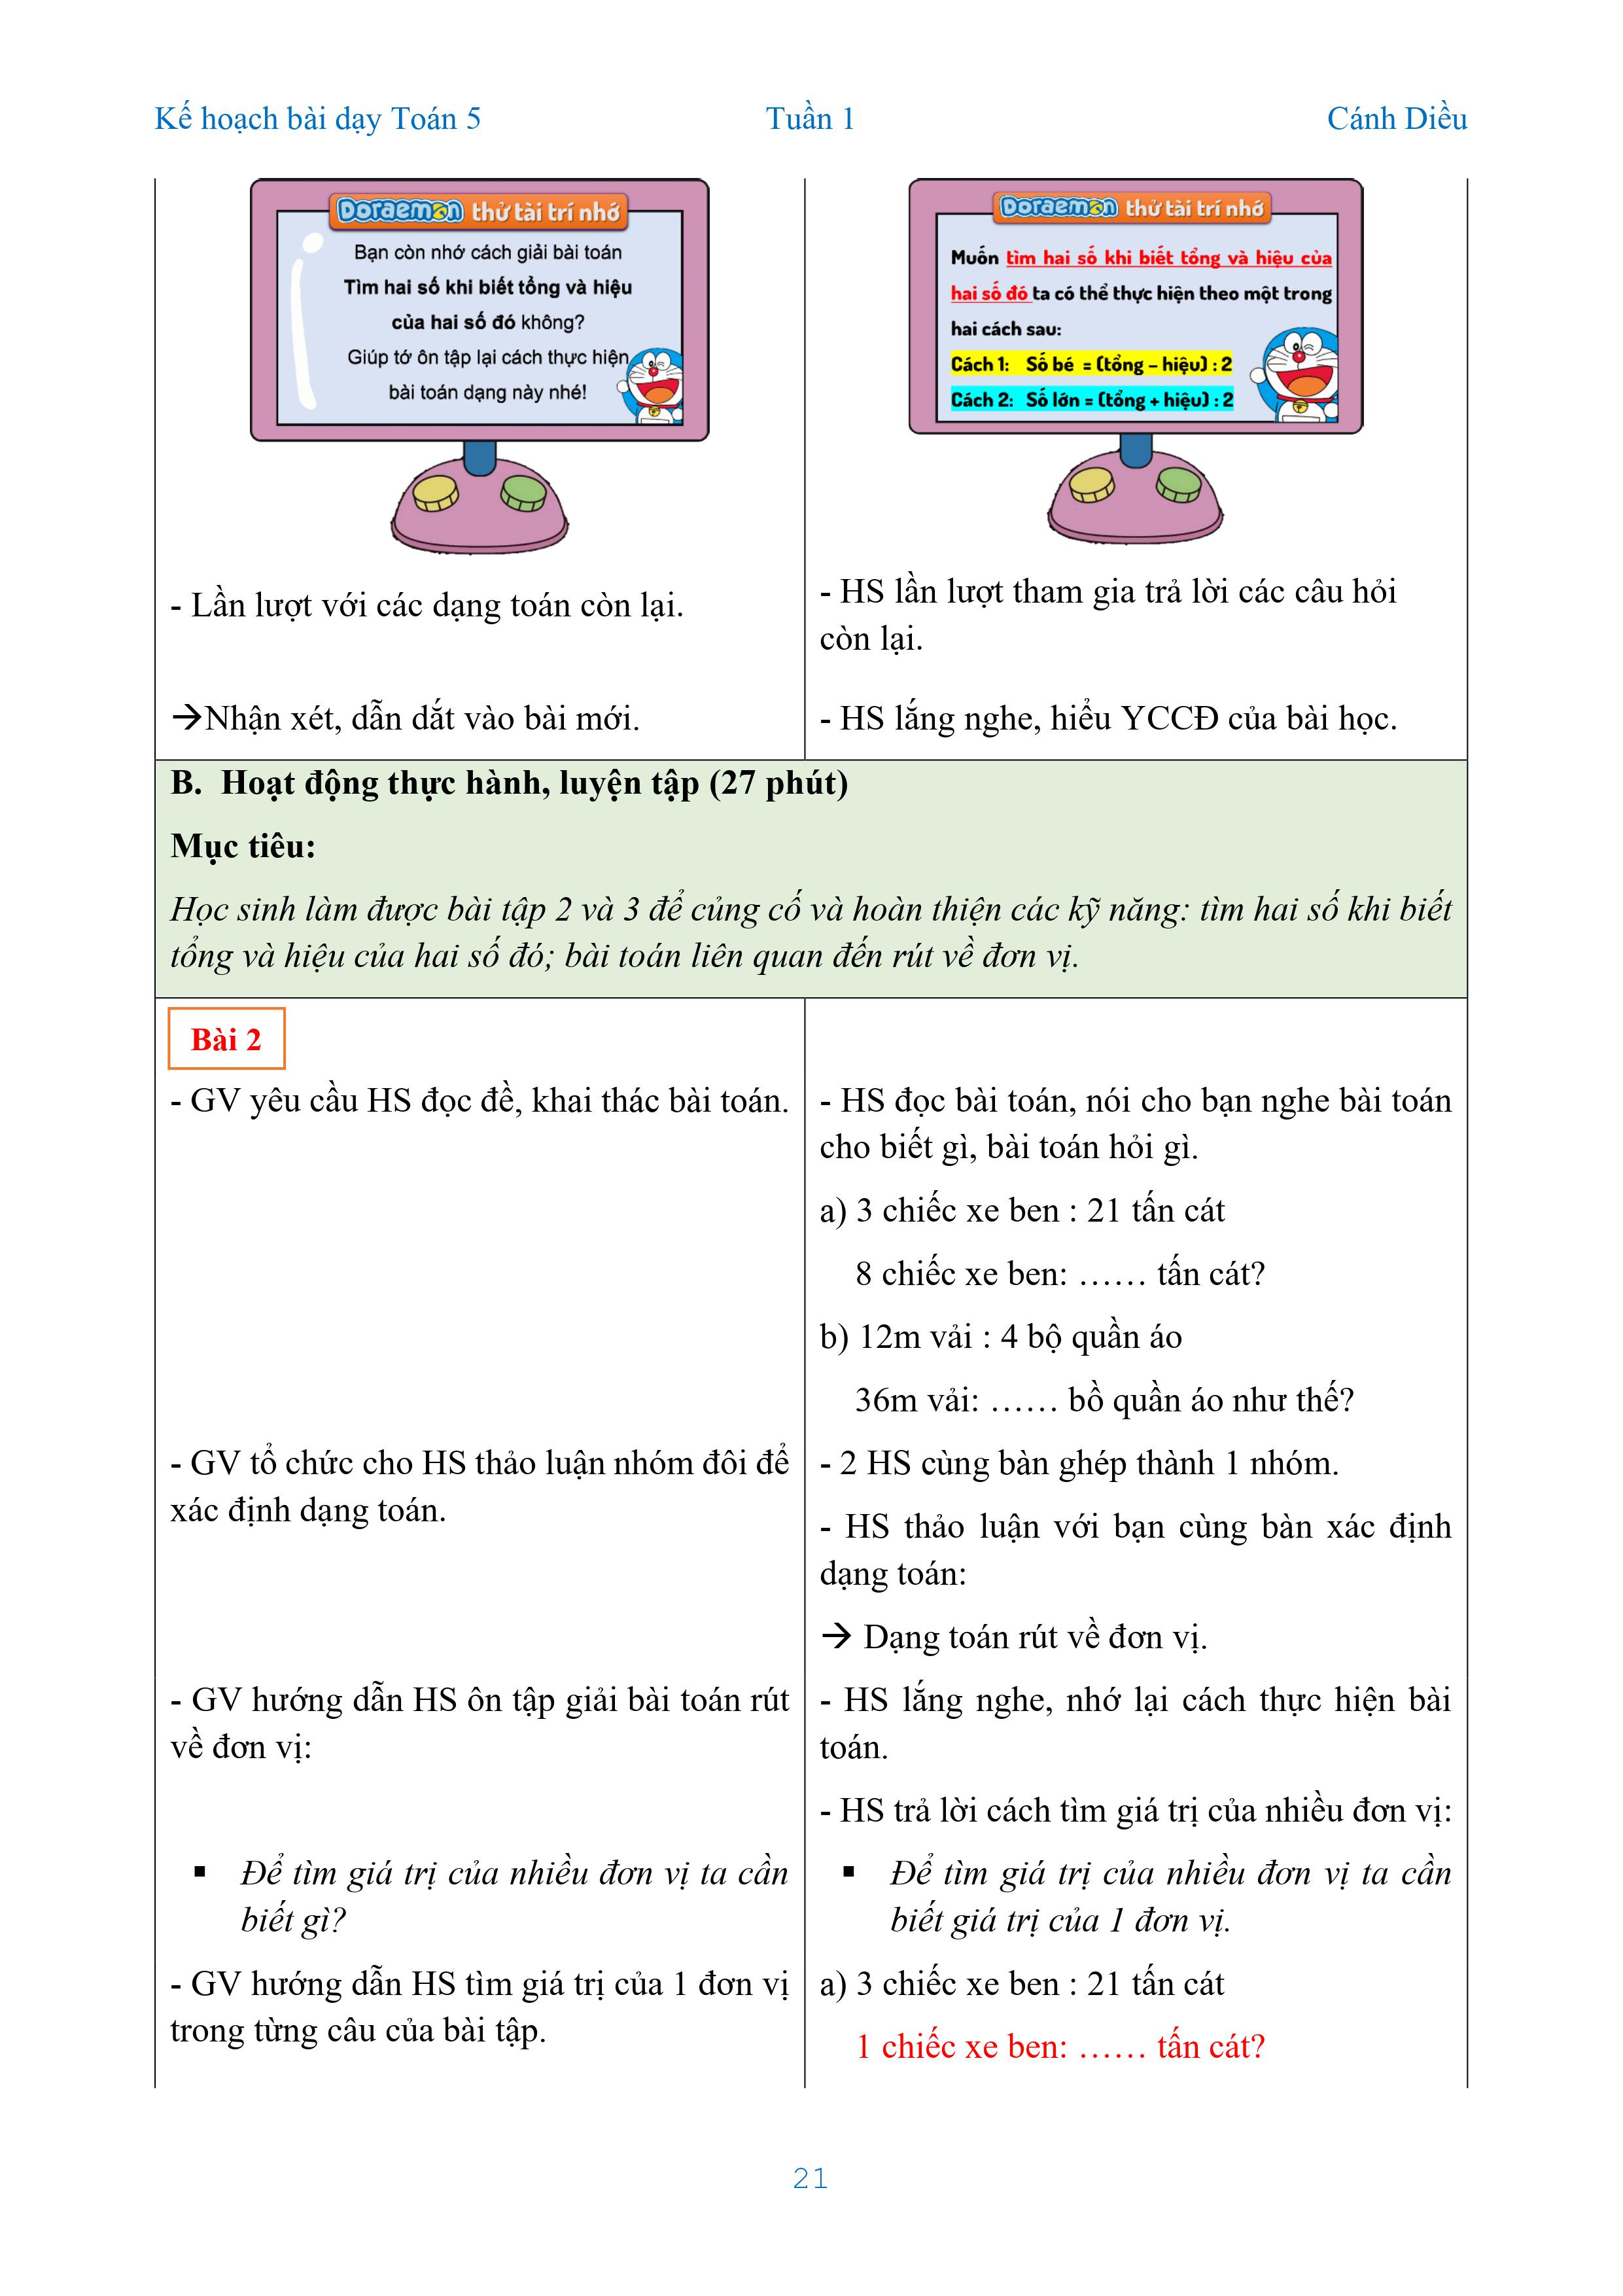 Kế hoạch bài dạy Toán 5 Tuần 1 Cánh Diều
Doraemon thử tài trí nhớ
Bạn còn nhớ cách giải bài toán
Tìm hai số khi biết tổng và hiệu
của hai số đó không?
Giúp tớ ôn tập lại cách thực hiện
bài toán dạng này nhé!
- Lần lượt với các dạng toán còn lại.
→Nhận xét, dẫn dắt vào bài mới.
Doraemon thử tài trí nhớ
Muốn tìm hai số khi biết tổng và hiệu của
hai số đó ta có thể thực hiện theo một trong
hai cách sau:
Cách 1: Số bé = (tổng – hiệu) : 2
Cách 2: Số lớn = (tổng + hiệu) : 2
- HS lần lượt tham gia trả lời các câu hỏi
còn lại.
- HS lắng nghe, hiểu YCCĐ của bài học.
B. Hoạt động thực hành, luyện tập (27 phút)
Mục tiêu:
Học sinh làm được bài tập 2 và 3 để củng cố và hoàn thiện các kỹ năng: tìm hai số khi biết
tổng và hiệu của hai số đó; bài toán liên quan đến rút về đơn vị.
Bài 2
- GV yêu cầu HS đọc đề, khai thác bài toán.
- HS đọc bài toán, nói cho bạn nghe bài toán
cho biết gì, bài toán hỏi gì.
a) 3 chiếc xe ben : 21 tấn cát
8 chiếc xe ben: …… tấn cát?
b) 12m vải : 4 bộ quần áo
36m vải: …… bồ quần áo như thế?
- GV tổ chức cho HS thảo luận nhóm đôi để
xác định dạng toán.
- 2 HS cùng bàn ghép thành 1 nhóm.
- HS thảo luận với bạn cùng bàn xác định
dạng toán:
→ Dạng toán rút về đơn vị.
- GV hướng dẫn HS ôn tập giải bài toán rút
về đơn vị:
- HS lắng nghe, nhớ lại cách thực hiện bài
toán.
- HS trả lời cách tìm giá trị của nhiều đơn vị:
▪ Để tìm giá trị của nhiều đơn vị ta cần
biết gì?
▪ Để tìm giá trị của nhiều đơn vị ta cần
biết giá trị của 1 đơn vị.
- GV hướng dẫn HS tìm giá trị của 1 đơn vị
trong từng câu của bài tập.
a) 3 chiếc xe ben : 21 tấn cát
1 chiếc xe ben: …… tấn cát?
21